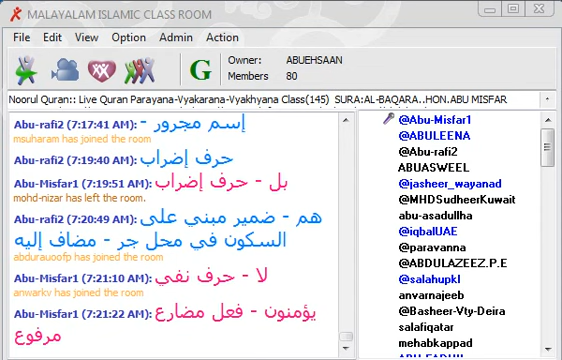 MALAYALAM ISLAMIC CLASS ROOM
File Edit View Option Admin Action
Owner: ABUEHSAAN
Members 80
G
Noorul Quran:: Live Quran Parayana-Vyakarana-Vyakhyana Class(145) SURA:AL-BAQARA..HON.ABU MISFAR
Abu-rafi2 (7:17:41 AM): إسم مجرور -
msuharam has joined the room
Abu-rafi2 (7:19:40 AM): حرف إضراب
Abu-Misfar1 (7:19:51 AM): بل - حرف إضراب
mohd-nizar has left the room.
Abu-rafi2 (7:20:49 AM): هم - ضمير مبني على
السكون في محل جر - مضاف إليه
abdurauoofp has joined the room
Abu-Misfar1 (7:21:10 AM): لا - حرف نفي
anwarkv has joined the room
Abu-Misfar1 (7:21:22 AM): يؤمنون - فعل مضارع
مرفوع
@Abu-Misfar1
@ABULEENA
@Abu-rafi2
ABUASWEEL
@jasheer_wayanad
@MHDSudheerKuwait
abu-asadullha
@iqbalUAE
@paravanna
@ABDULAZEEZ.P.E
@salahupkl
anvarnajeeb
@Basheer-Vty-Deira
salafiqatar
mehabkappad